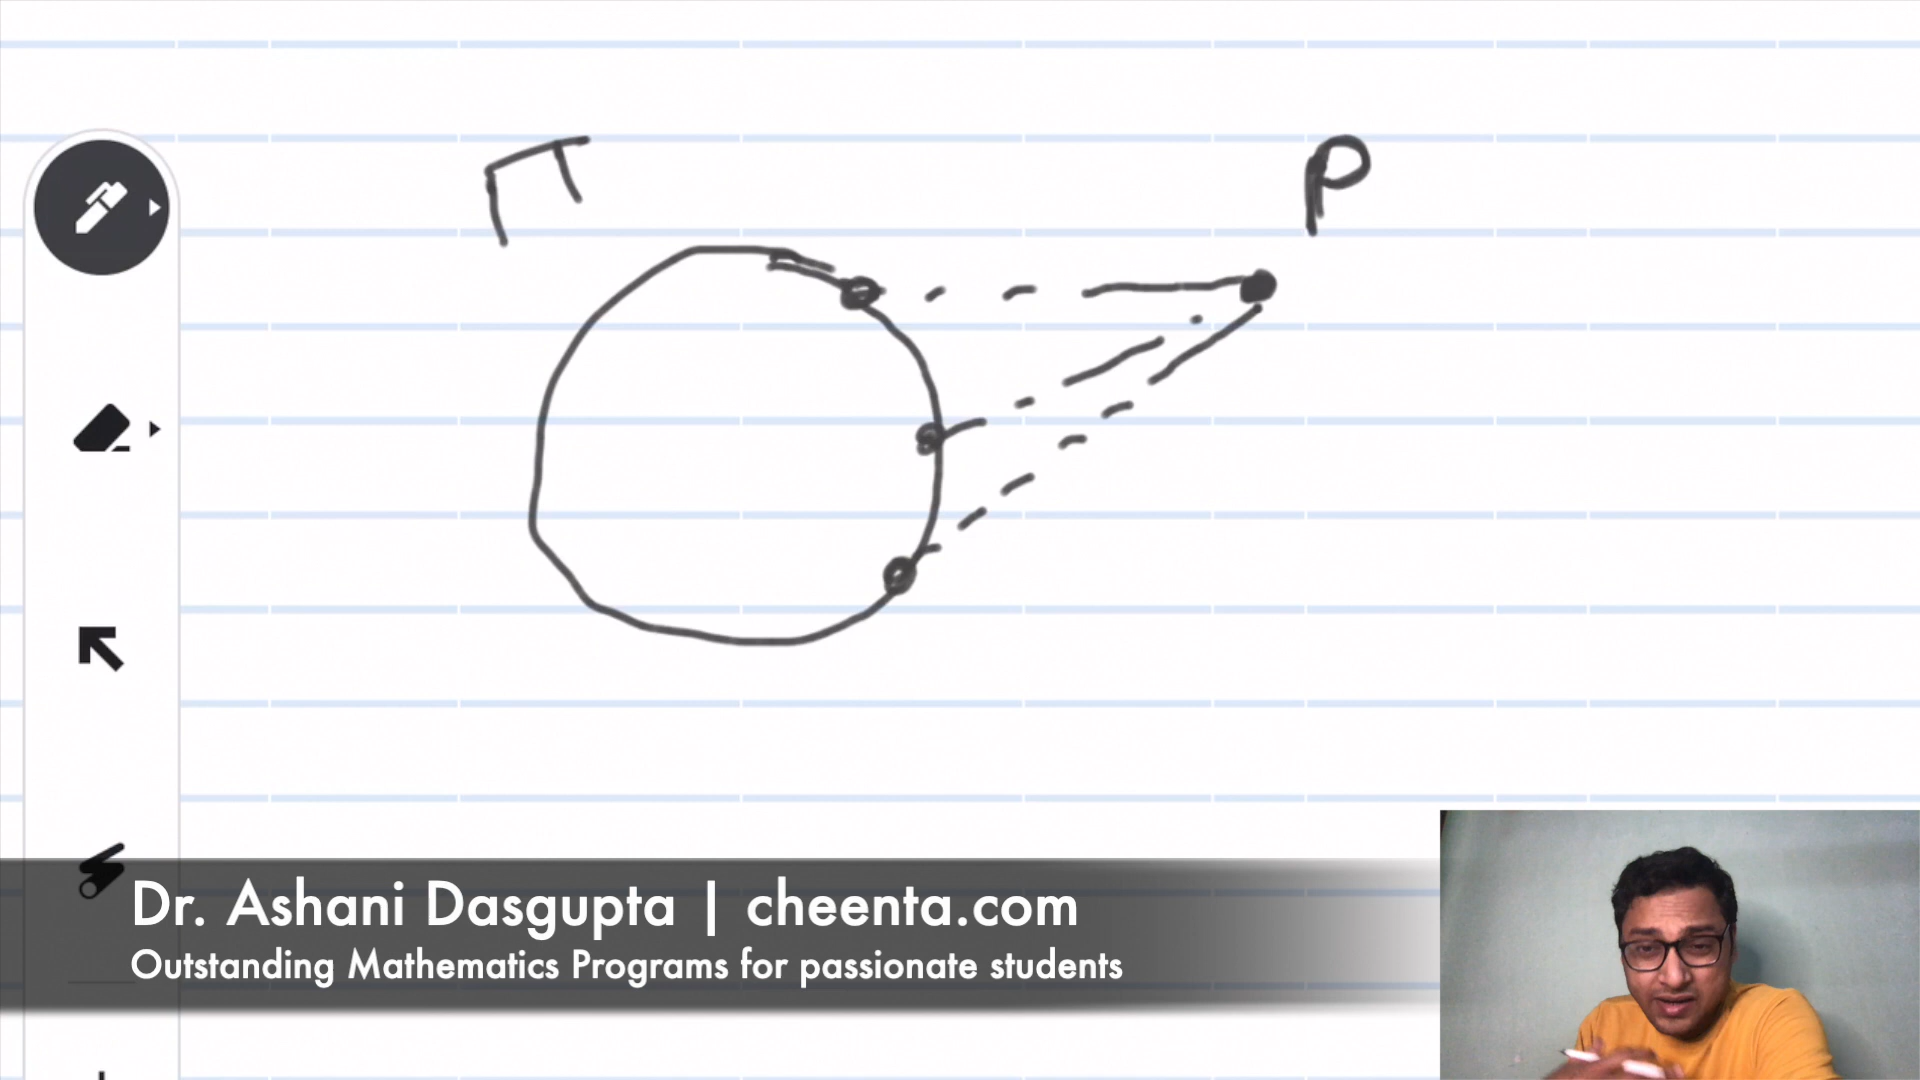 Γ P
Dr. Ashani Dasgupta | cheenta.com
Outstanding Mathematics Programs for passionate students